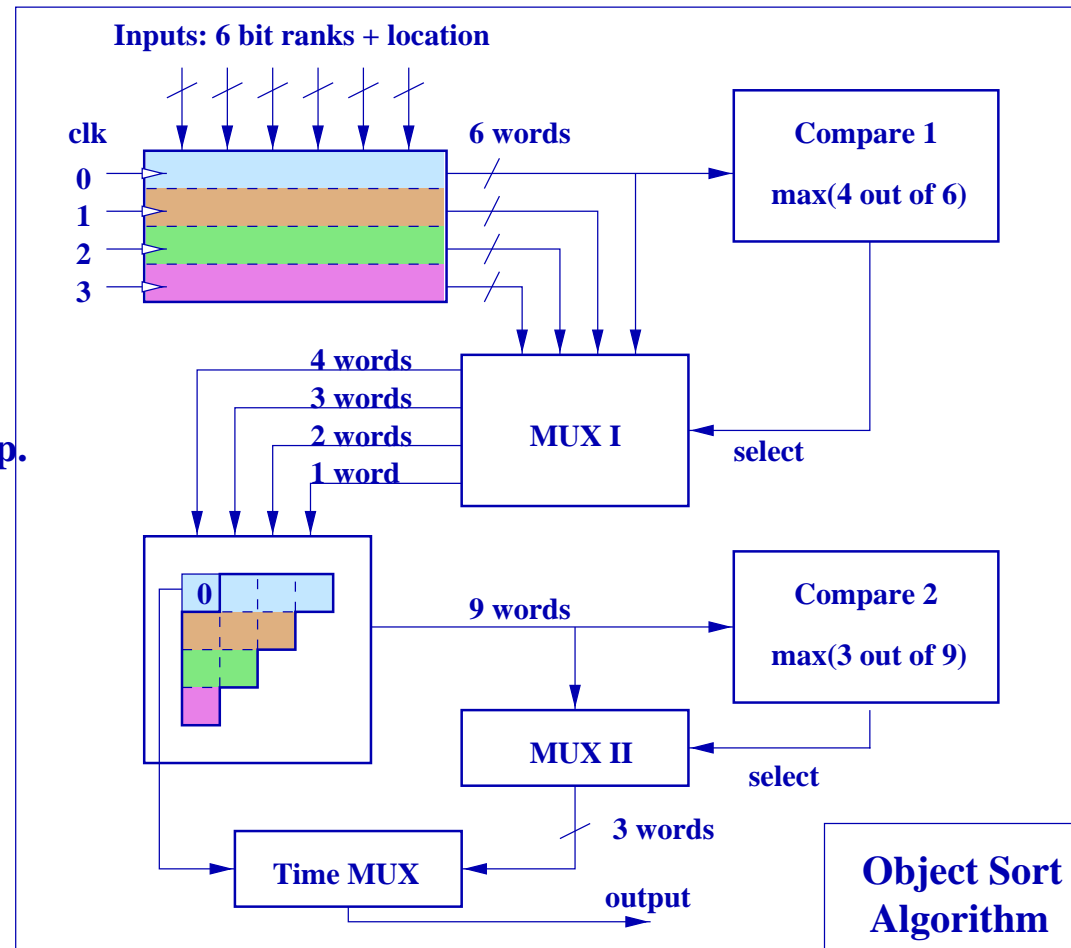 Inputs: 6 bit ranks + location
clk
6 words
Compare 1
max(4 out of 6)
0
1
2
3
4 words
3 words
2 words
1 word
MUX I
select
p.
0
9 words
Compare 2
max(3 out of 9)
MUX II
select
3 words
Time MUX
output
Object Sort
Algorithm